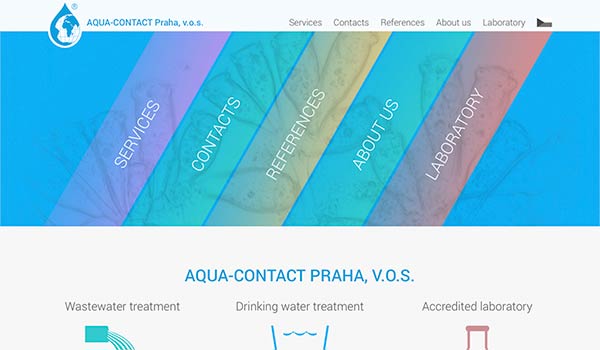 ® AQUA-CONTACT Praha, v.o.s. Services Contacts References About us Laboratory
SERVICES
CONTACTS
REFERENCES
ABOUT US
LABORATORY
AQUA-CONTACT PRAHA, V.O.S.
Wastewater treatment Drinking water treatment Accredited laboratory